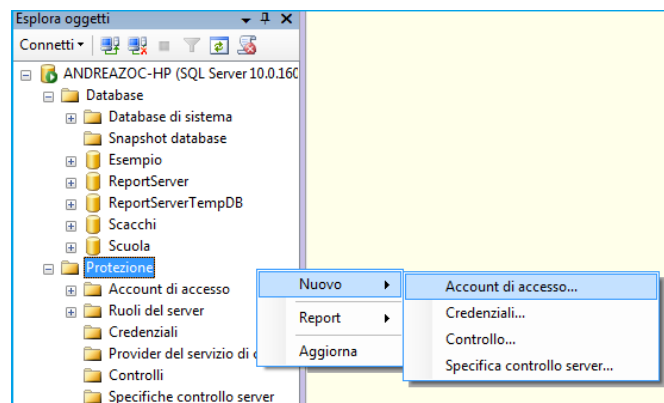 Esplora oggetti
Connetti
ANDREAZOC-HP (SQL Server 10.0.160
Database
Database di sistema
Snapshot database
Esempio
ReportServer
ReportServerTempDB
Scacchi
Scuola
Protezione
Account di accesso
Ruoli del server
Credenziali
Provider del servizio di
Controlli
Specifiche controllo server
Nuovo
Report
Aggiorna
Account di accesso...
Credenziali...
Controllo...
Specifica controllo server...